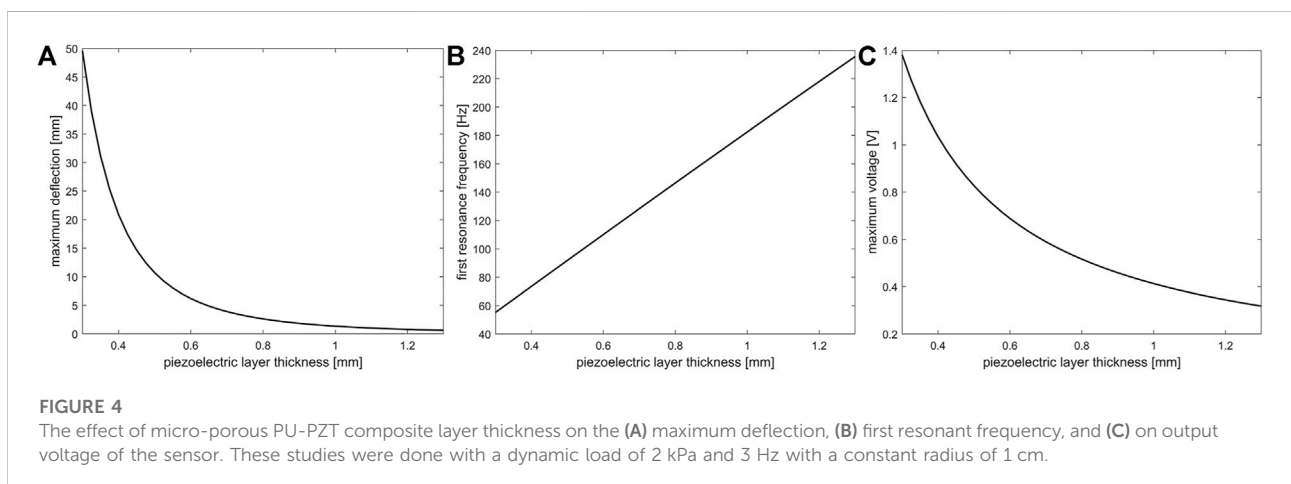 A
50
45
40
35
30
25
20
15
10
5
0
maximum deflection [mm]
0.4 0.6 0.8 1 1.2
piezoelectric layer thickness [mm]
B
240
220
200
180
160
140
120
100
80
60
40
first resonance frequency [Hz]
0.4 0.6 0.8 1 1.2
piezoelectric layer thickness [mm]
C
1.4
1.2
1
0.8
0.6
0.4
0.2
maximum voltage [V]
0.4 0.6 0.8 1 1.2
piezoelectric layer thickness [mm]
FIGURE 4
The effect of micro-porous PU-PZT composite layer thickness on the (A) maximum deflection, (B) first resonant frequency, and (C) on output
voltage of the sensor. These studies were done with a dynamic load of 2 kPa and 3 Hz with a constant radius of 1 cm.